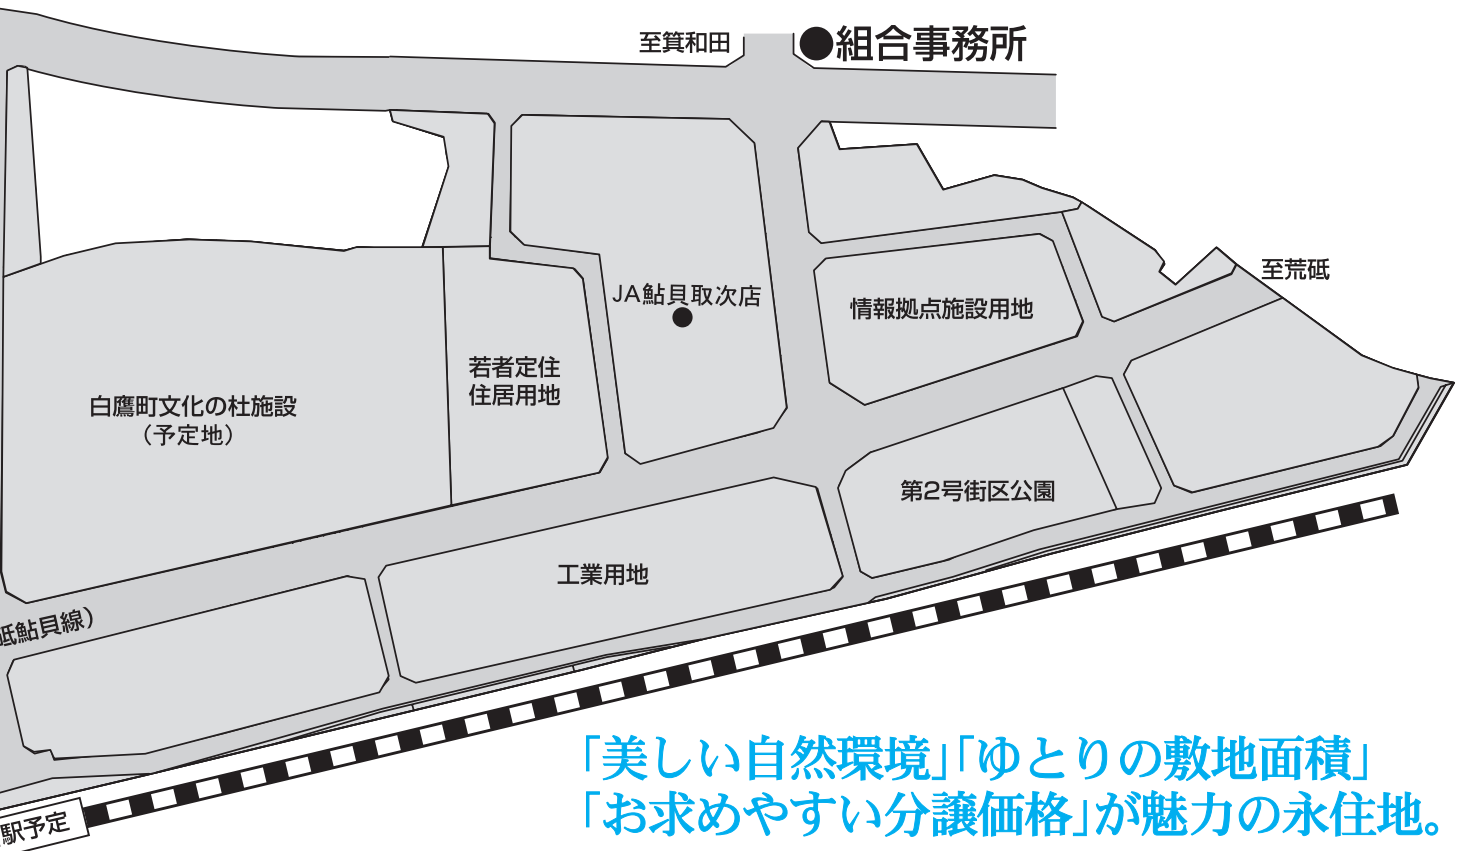 至箕和田
●組合事務所
至荒砥
JA鮎貝取次店
情報拠点施設用地
若者定住
住居用地
白鷹町文化の杜施設
（予定地）
第2号街区公園
工業用地
砥鮎貝線）
駅予定
「美しい自然環境」「ゆとりの敷地面積」
「お求めやすい分譲価格」が魅力の永住地。